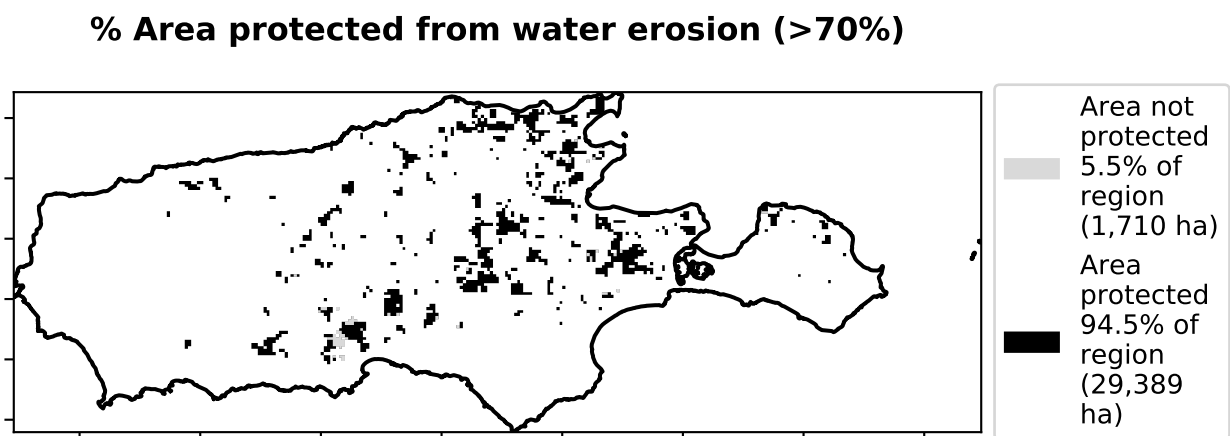 % Area protected from water erosion (>70%)
Area not
protected
5.5% of
region
(1,710 ha)
Area
protected
94.5% of
region
(29,389
ha)